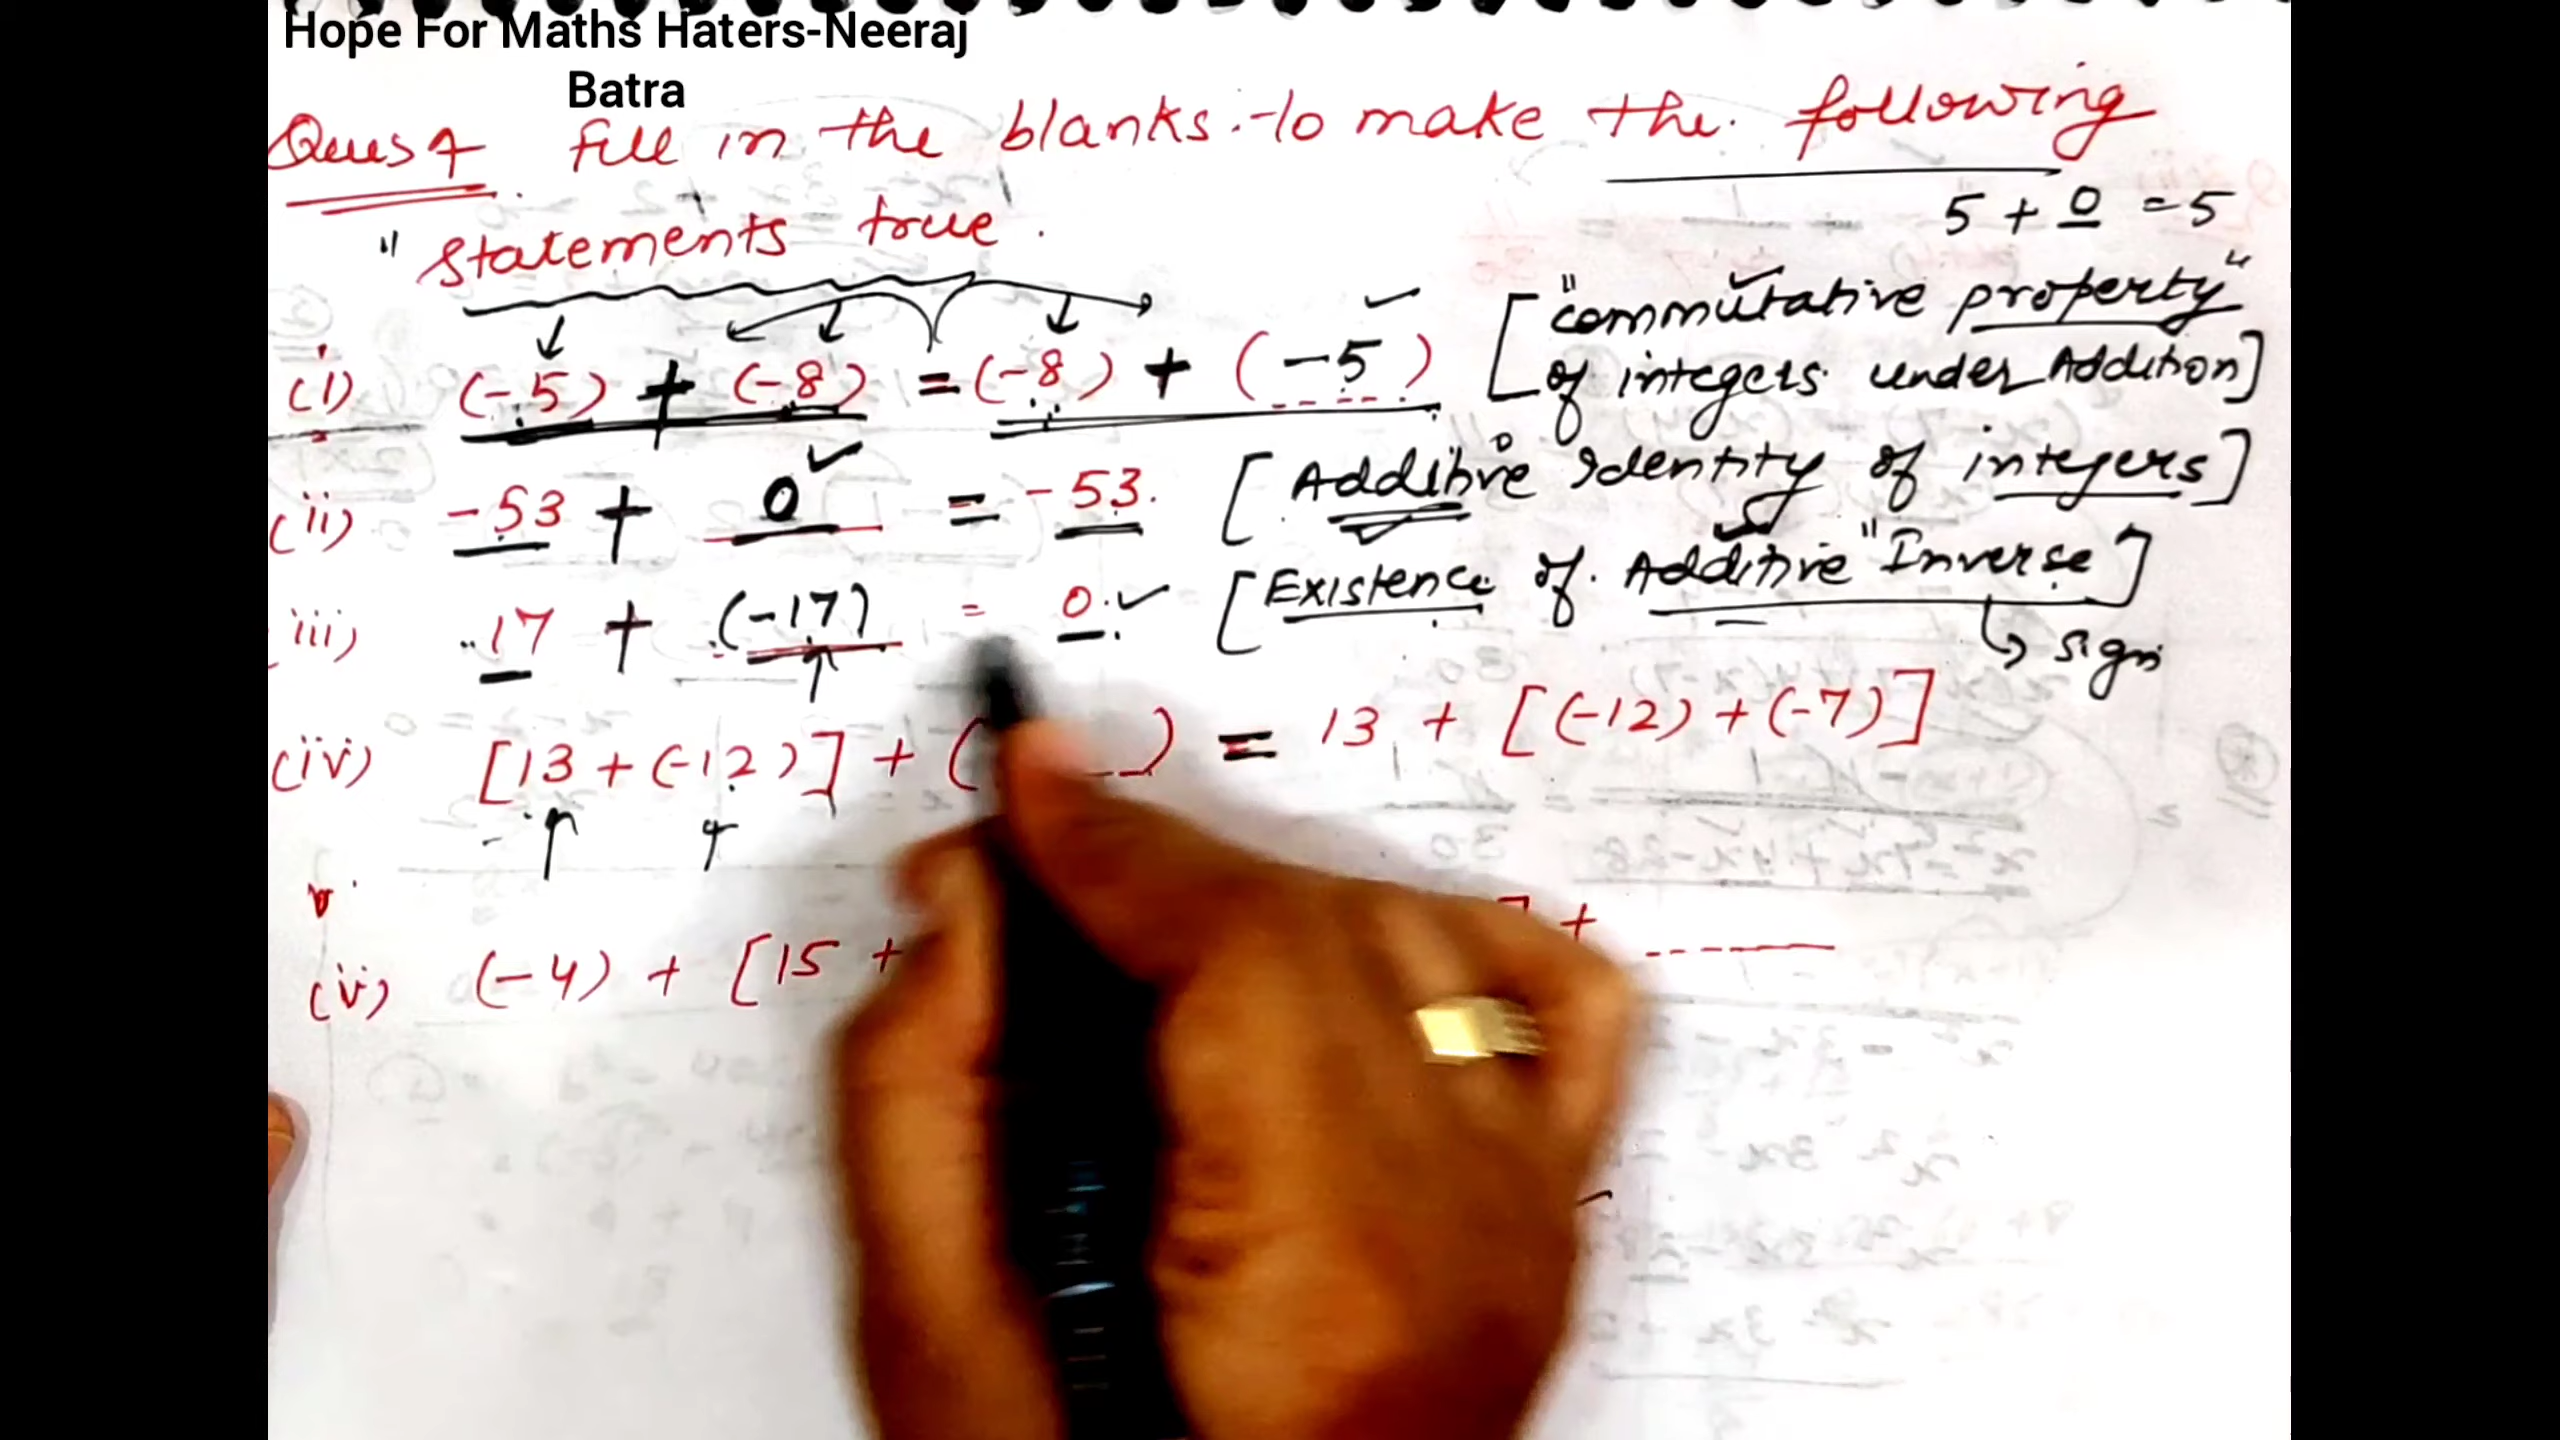 Hope For Maths Haters-Neeraj
Batra
Ques 4 Fill in the blanks to make the following
" Statements true.
5 + 0 = 5
(i) (-5) + (-8) = (-8) + (-5) ["commutative property"
of integers under Addition]
(ii) -53 + 0 = -53. [Additive Identity of integers]
(iii) 17 + (-17) = 0 [Existence of Additive "Inverse]
sign
(iv) [13 + (-12)] + ( ) = 13 + [(-12) + (-7)]
v
(v) (-4) + [15 + ] + ------